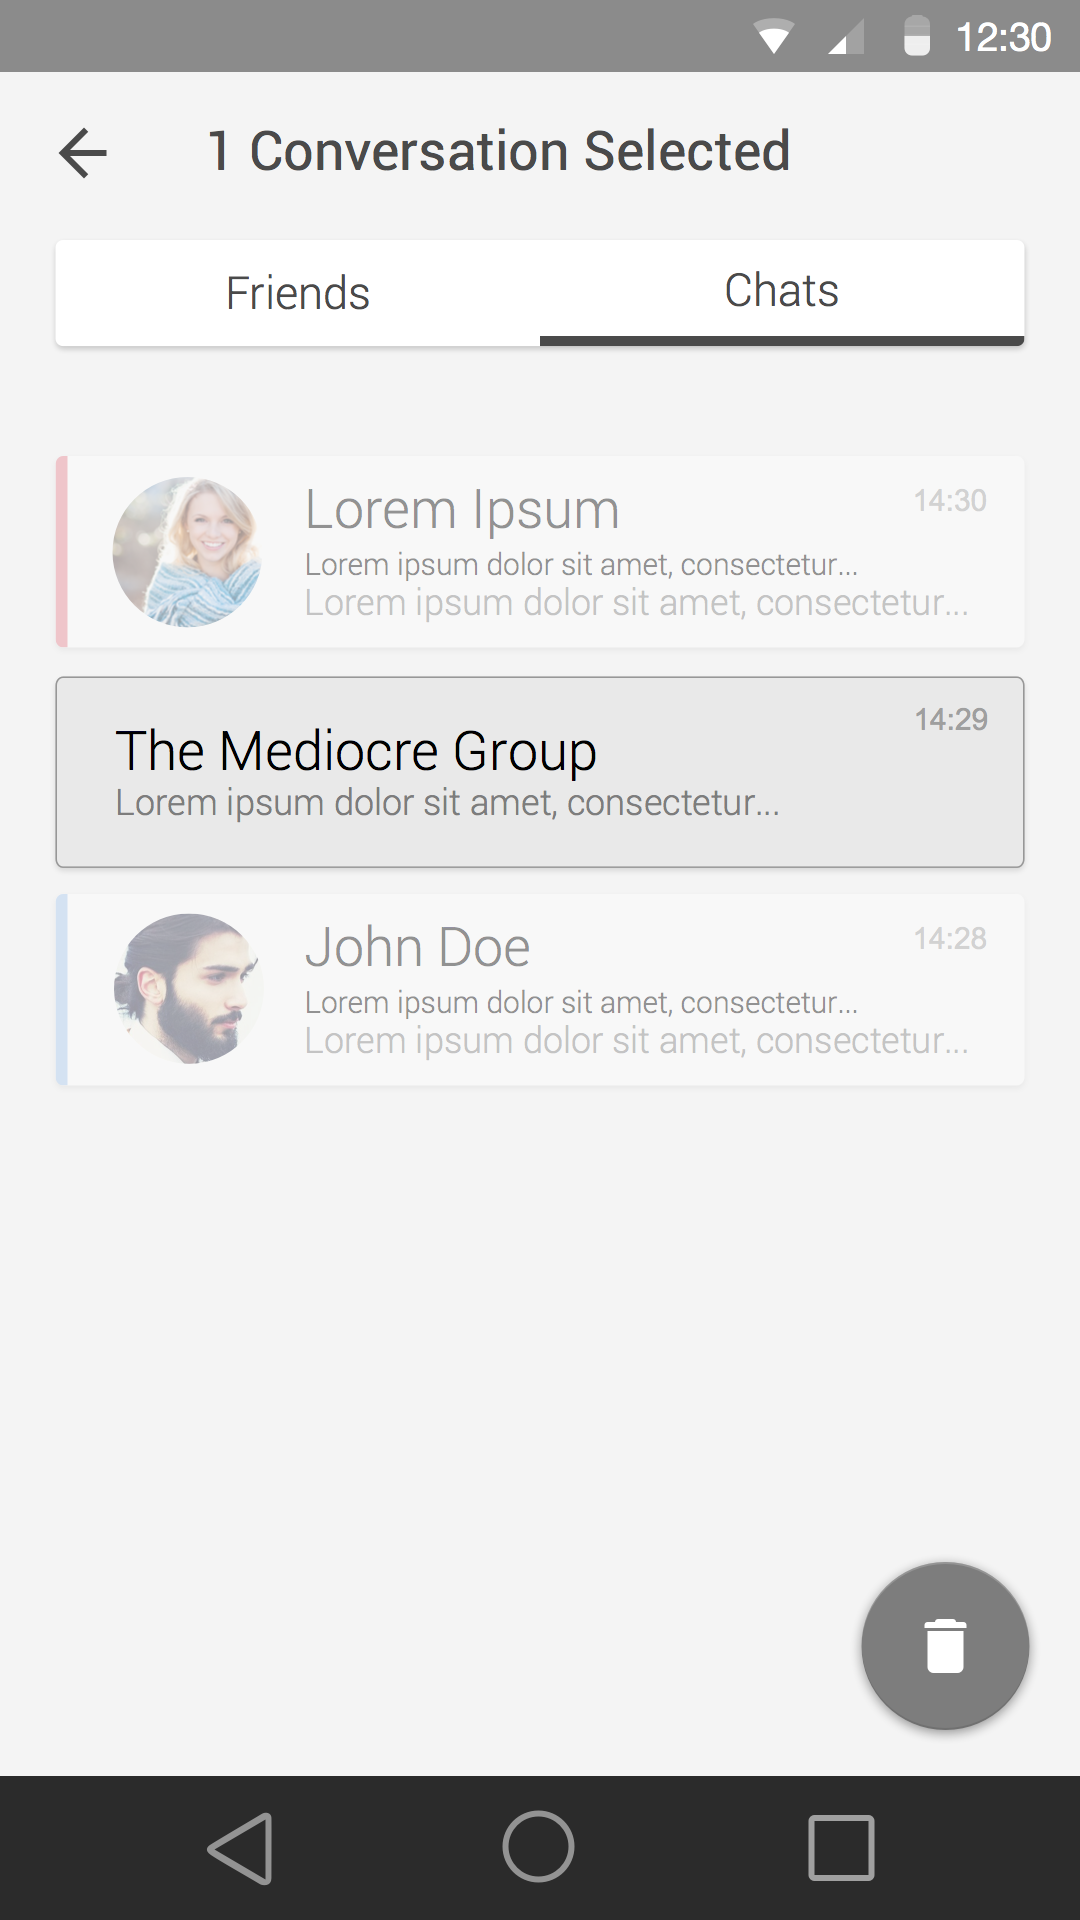 12:30
1 Conversation Selected
Friends
Chats
Lorem Ipsum
14:30
Lorem ipsum dolor sit amet, consectetur...
Lorem ipsum dolor sit amet, consectetur...
14:29
The Mediocre Group
Lorem ipsum dolor sit amet, consectetur...
John Doe
14:28
Lorem ipsum dolor sit amet, consectetur...
Lorem ipsum dolor sit amet, consectetur...